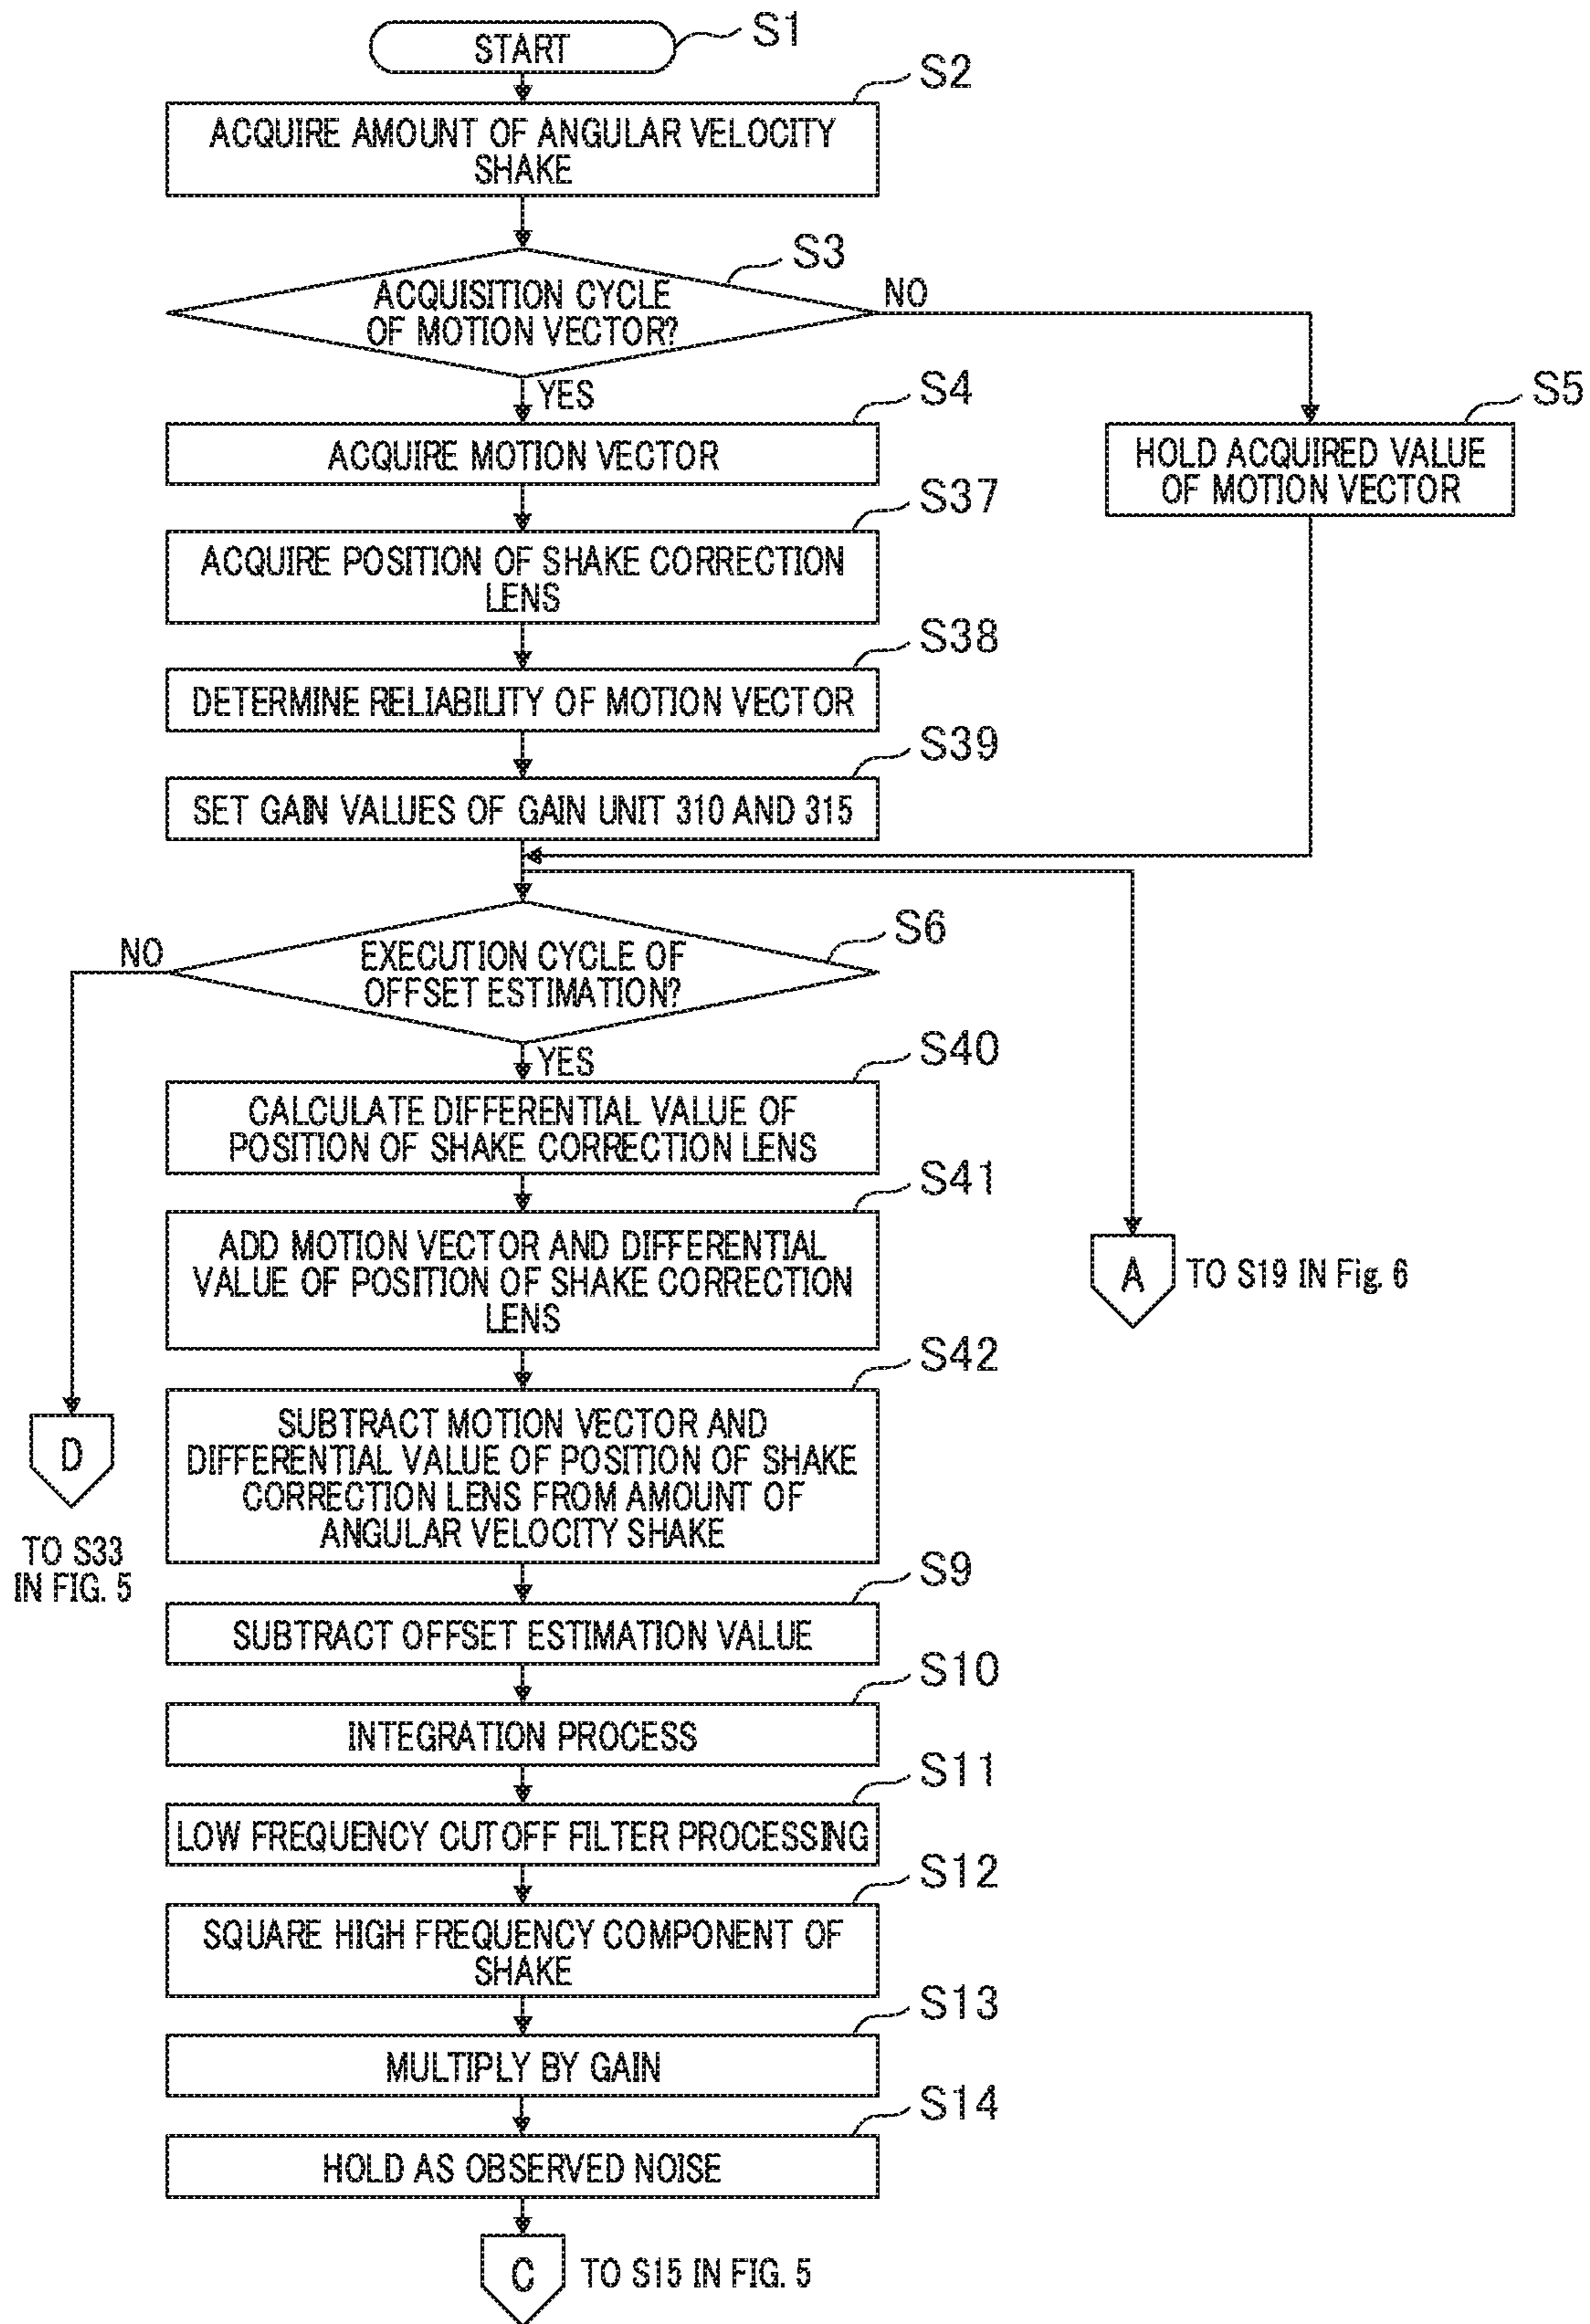 START
S1
S2
ACQUIRE AMOUNT OF ANGULAR VELOCITY
SHAKE
S3
ACQUISITION CYCLE
OF MOTION VECTOR?
NO
YES
S4
ACQUIRE MOTION VECTOR
S5
HOLD ACQUIRED VALUE
OF MOTION VECTOR
S37
ACQUIRE POSITION OF SHAKE CORRECTION
LENS
S38
DETERMINE RELIABILITY OF MOTION VECTOR
S39
SET GAIN VALUES OF GAIN UNIT 310 AND 315
S6
NO
EXECUTION CYCLE OF
OFFSET ESTIMATION?
YES
S40
CALCULATE DIFFERENTIAL VALUE OF
POSITION OF SHAKE CORRECTION LENS
S41
ADD MOTION VECTOR AND DIFFERENTIAL
VALUE OF POSITION OF SHAKE CORRECTION
LENS
A
TO S19 IN Fig. 6
S42
SUBTRACT MOTION VECTOR AND
DIFFERENTIAL VALUE OF POSITION OF SHAKE
CORRECTION LENS FROM AMOUNT OF
ANGULAR VELOCITY SHAKE
D
TO S33
IN FIG. 5
S9
SUBTRACT OFFSET ESTIMATION VALUE
S10
INTEGRATION PROCESS
S11
LOW FREQUENCY CUTOFF FILTER PROCESSING
S12
SQUARE HIGH FREQUENCY COMPONENT OF
SHAKE
S13
MULTIPLY BY GAIN
S14
HOLD AS OBSERVED NOISE
C
TO S15 IN FIG. 5